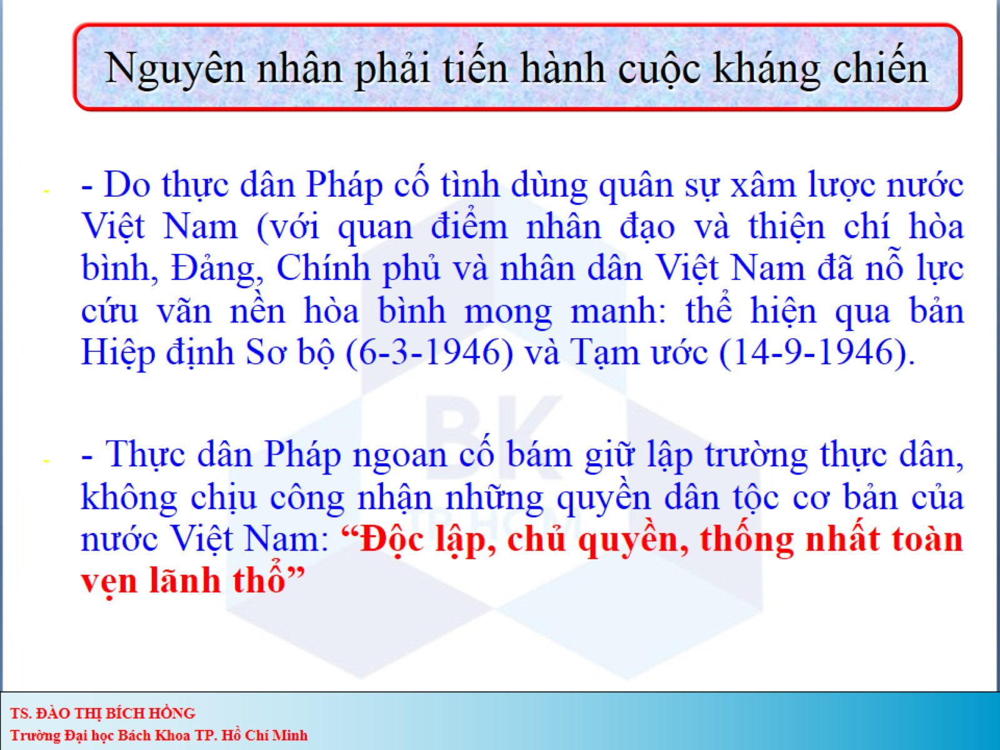 Nguyên nhân phải tiến hành cuộc kháng chiến
- - Do thực dân Pháp cố tình dùng quân sự xâm lược nước
Việt Nam (với quan điểm nhân đạo và thiện chí hòa
bình, Đảng, Chính phủ và nhân dân Việt Nam đã nỗ lực
cứu vãn nền hòa bình mong manh: thể hiện qua bản
Hiệp định Sơ bộ (6-3-1946) và Tạm ước (14-9-1946).
BK
- - Thực dân Pháp ngoan cố bám giữ lập trường thực dân,
không chịu công nhận những quyền dân tộc cơ bản của
nước Việt Nam: “Độc lập, chủ quyền, thống nhất toàn
vẹn lãnh thổ”
TS. ĐÀO THỊ BÍCH HỒNG
Trường Đại học Bách Khoa TP. Hồ Chí Minh